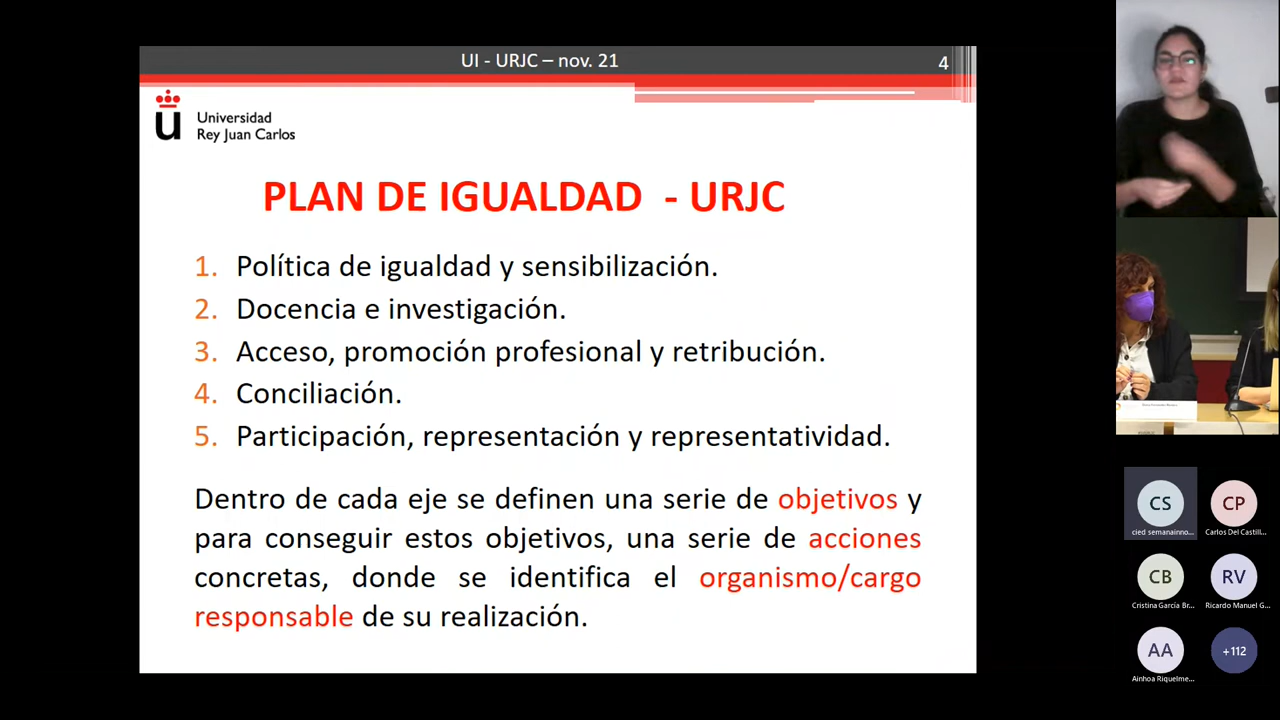 UI - URJC – nov. 21
4
Universidad
Rey Juan Carlos
PLAN DE IGUALDAD - URJC
1. Política de igualdad y sensibilización.
2. Docencia e investigación.
3. Acceso, promoción profesional y retribución.
4. Conciliación.
5. Participación, representación y representatividad.
Dentro de cada eje se definen una serie de objetivos y
para conseguir estos objetivos, una serie de acciones
concretas, donde se identifica el organismo/cargo
responsable de su realización.
CS
cied semanainno...
CP
Carlos Del Castill...
CB
Cristina García Br...
RV
Ricardo Manuel G...
AA
Ainhoa Riquelme...
+112